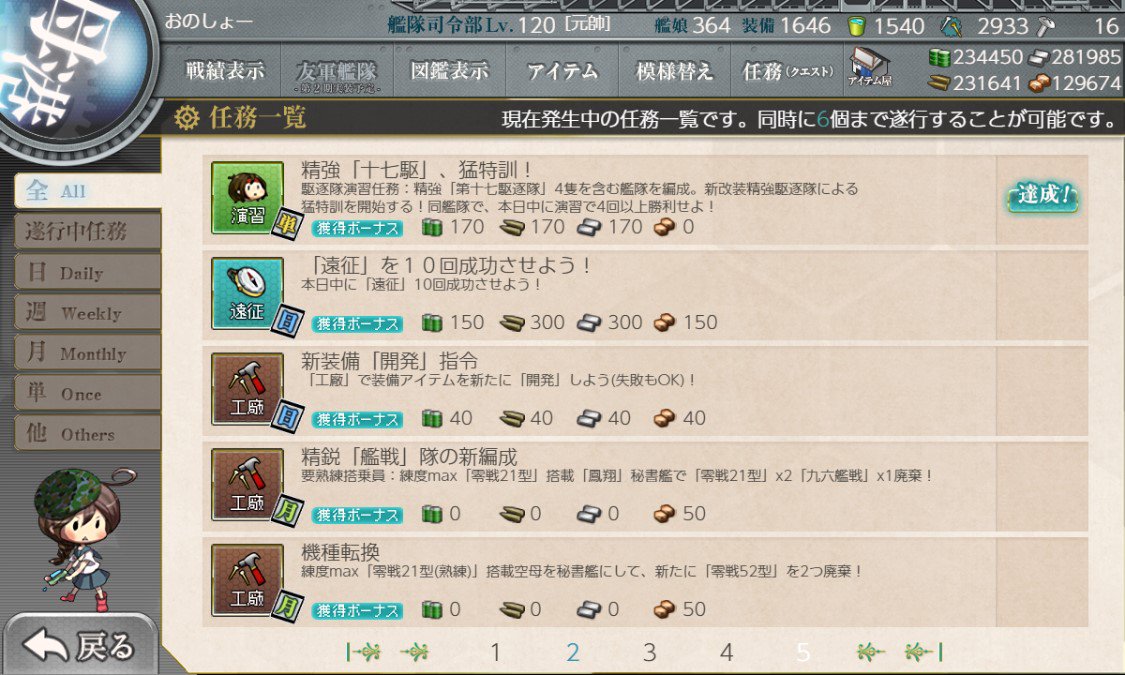 母港
おのしょー
艦隊司令部Lv. 120 [元帥]
艦娘 364 装備 1646 1540 2933 16
戦績表示
友軍艦隊
-第2期実装予定-
図鑑表示
アイテム
模様替え
任務(クエスト)
アイテム屋
234450 281985
231641 129674
任務一覧
現在発生中の任務一覧です。同時に6個まで遂行することが可能です。
全 All
遂行中任務
日 Daily
週 Weekly
月 Monthly
単 Once
他 Others
戻る
精強「十七駆」、猛特訓！
駆逐隊演習任務：精強「第十七駆逐隊」4隻を含む艦隊を編成。新改装精強駆逐隊による
猛特訓を開始する！同艦隊で、本日中に演習で4回以上勝利せよ！
演習
単
獲得ボーナス 170 170 170 0
達成！
「遠征」を１０回成功させよう！
本日中に「遠征」10回成功させよう！
遠征
日
獲得ボーナス 150 300 300 150
新装備「開発」指令
「工廠」で装備アイテムを新たに「開発」しよう(失敗もOK)！
工廠
日
獲得ボーナス 40 40 40 40
精鋭「艦戦」隊の新編成
要熟練搭乗員：練度max「零戦21型」搭載「鳳翔」秘書艦で「零戦21型」x2「九六艦戦」x1廃棄！
工廠
月
獲得ボーナス 0 0 0 50
機種転換
練度max「零戦21型(熟練)」搭載空母を秘書艦にして、新たに「零戦52型」を2つ廃棄！
工廠
月
獲得ボーナス 0 0 0 50
1 2 3 4 5